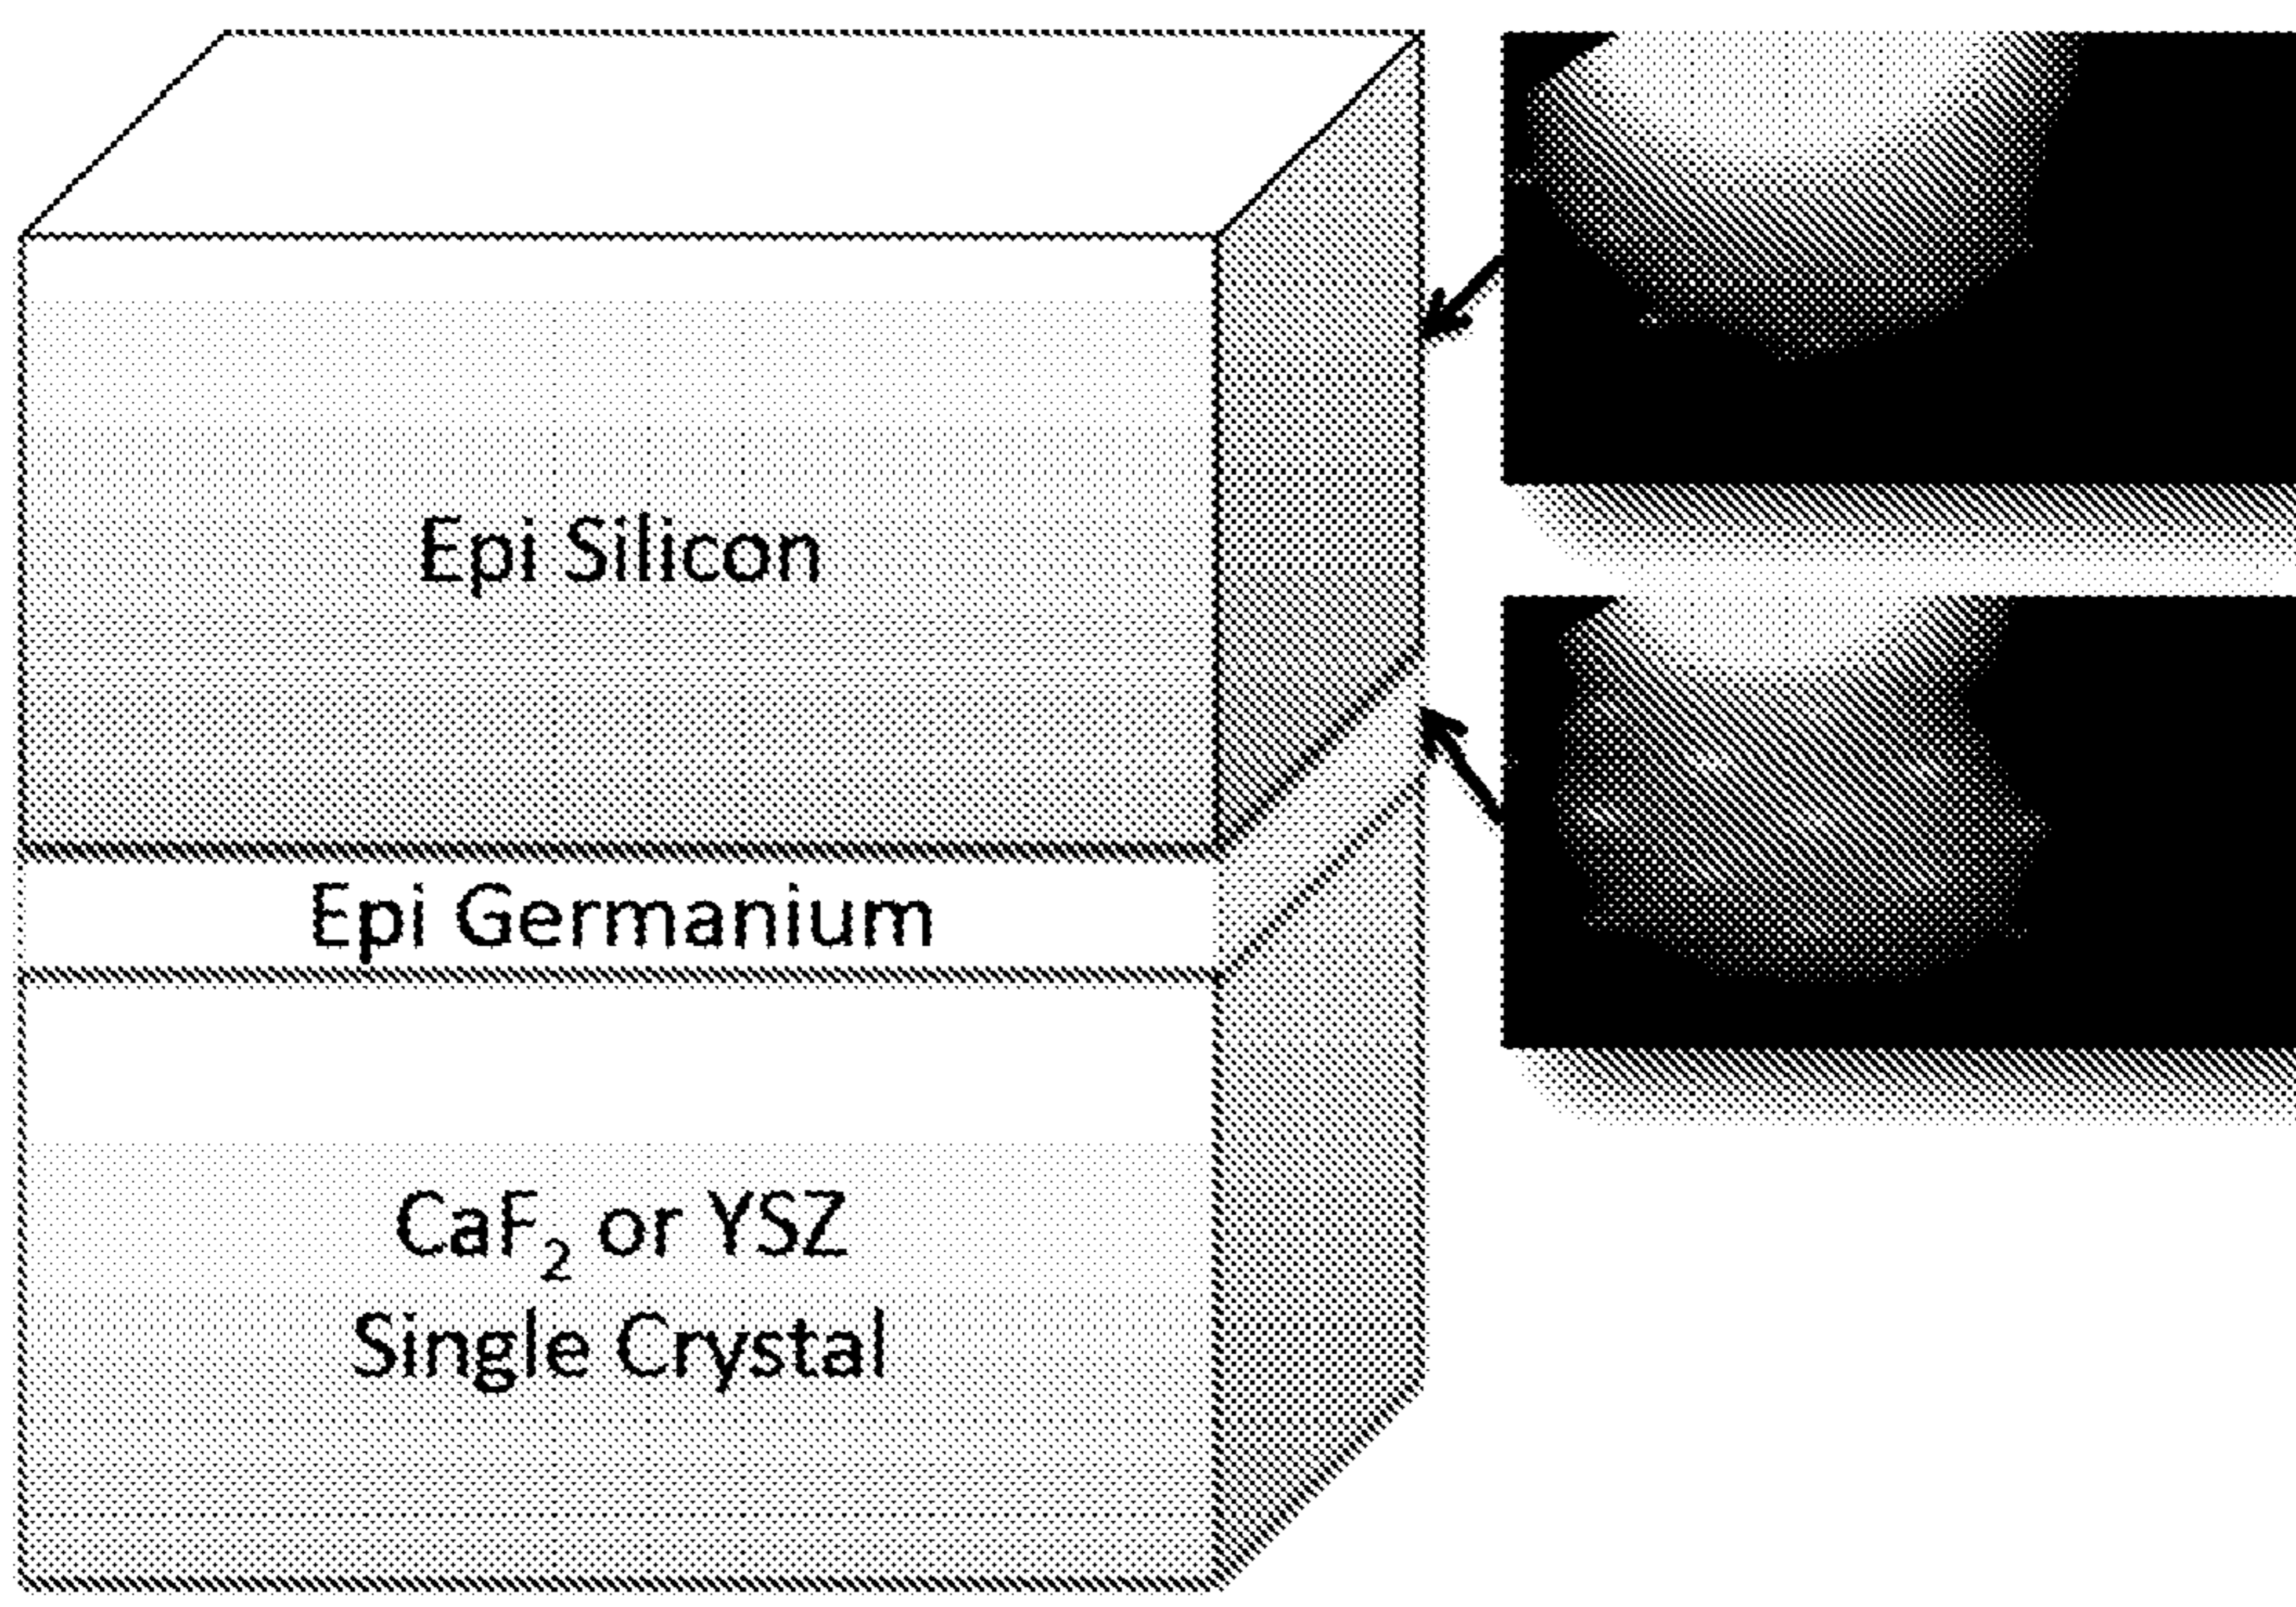 Epi Silicon
Epi Germanium
CaF₂ or YSZ
Single Crystal